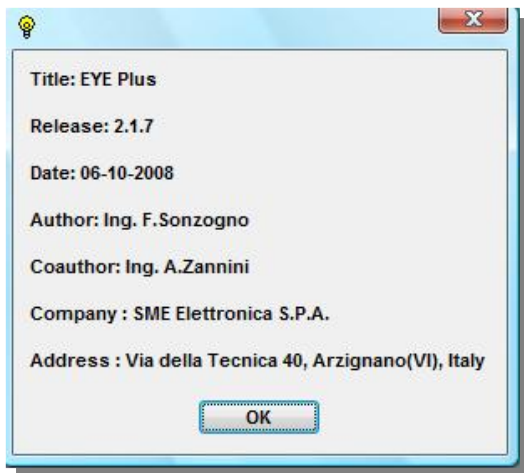 Title: EYE Plus
Release: 2.1.7
Date: 06-10-2008
Author: Ing. F.Sonzogno
Coauthor: Ing. A.Zannini
Company : SME Elettronica S.P.A.
Address : Via della Tecnica 40, Arzignano(VI), Italy
OK